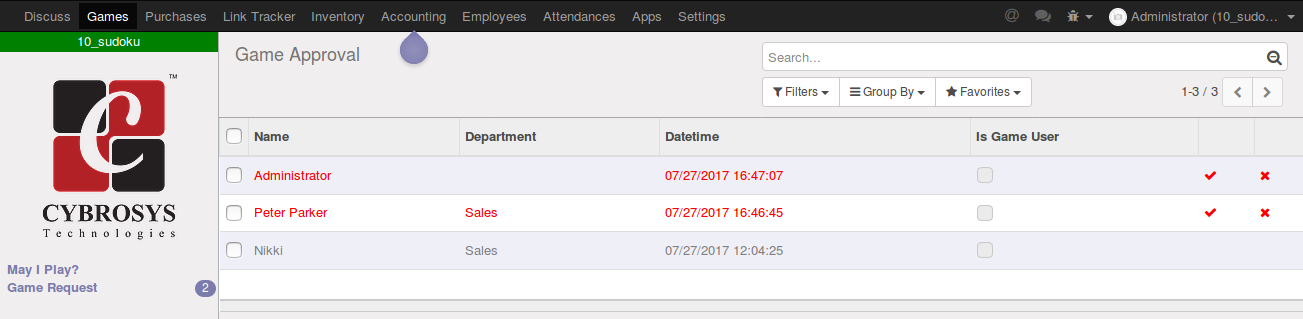 Discuss Games Purchases Link Tracker Inventory Accounting Employees Attendances Apps Settings @ Administrator (10_sudo...
10_sudoku
Game Approval
Search...
Filters Group By Favorites 1-3 / 3
C
™
CYBROSYS
Technologies
May I Play?
Game Request 2
Name Department Datetime Is Game User
Administrator 07/27/2017 16:47:07
Peter Parker Sales 07/27/2017 16:46:45
Nikki Sales 07/27/2017 12:04:25